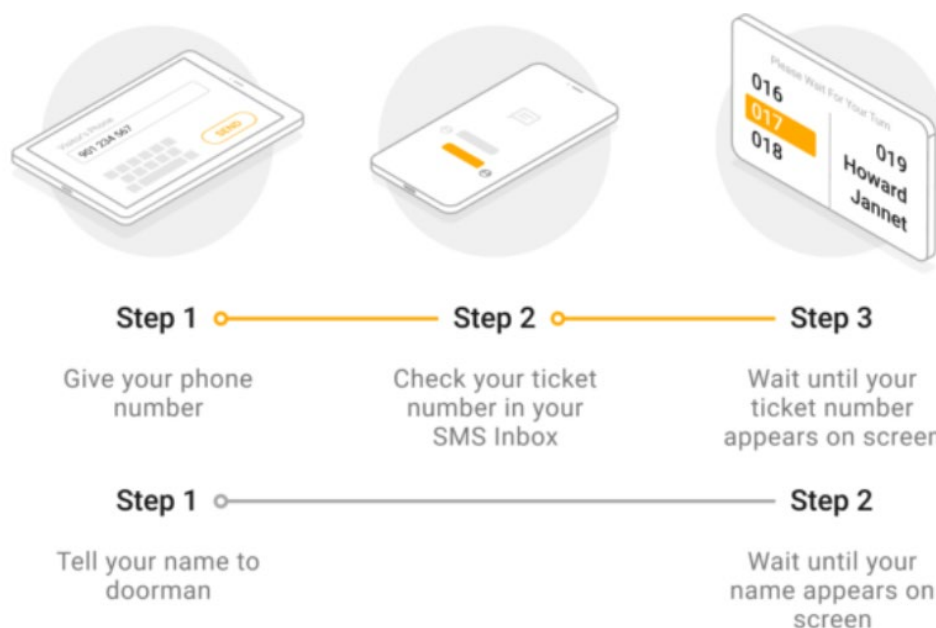 Visitor's Phone
901 234 567
SEND
Please Wait For Your Turn
016
017
018
019
Howard
Jannet
Step 1
Step 2
Step 3
Give your phone
number
Check your ticket
number in your
SMS Inbox
Wait until your
ticket number
appears on screen
Step 1
Step 2
Tell your name to
doorman
Wait until your
name appears on
screen